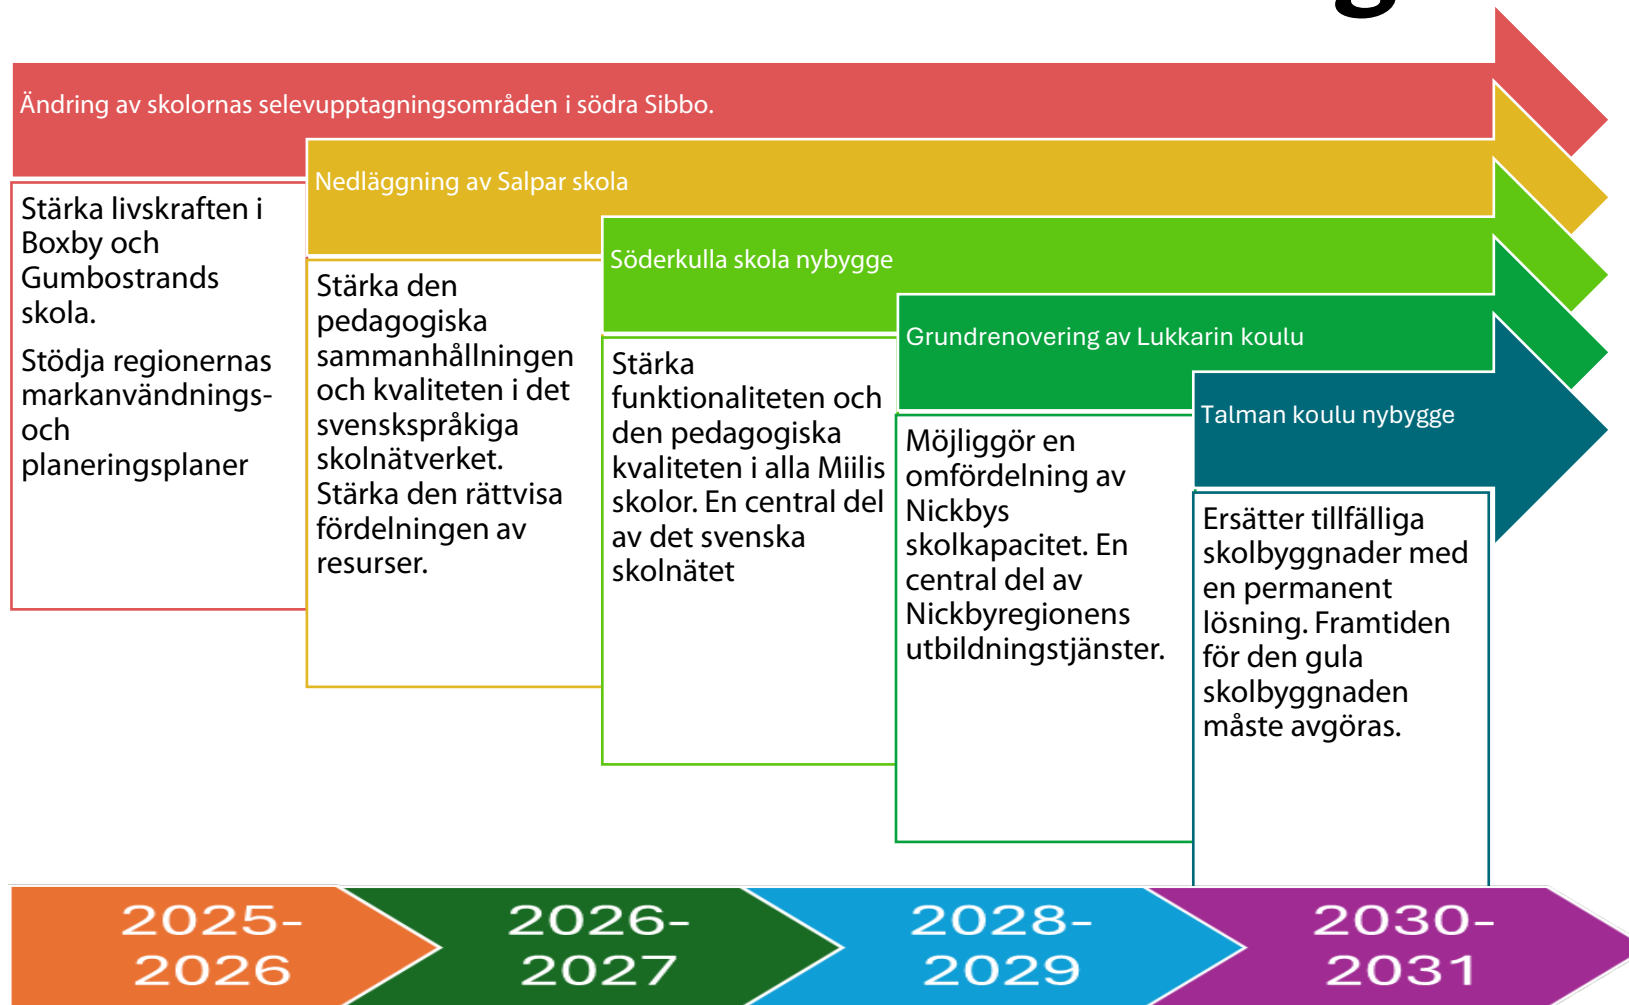 g
Ändring av skolornas selevupptagningsområden i södra Sibbo.
Stärka livskraften i
Boxby och
Gumbostrands
skola.
Stödja regionernas
markanvändnings-
och
planeringsplaner
Nedläggning av Salpar skola
Stärka den
pedagogiska
sammanhållningen
och kvaliteten i det
svenskspråkiga
skolnätverket.
Stärka den rättvisa
fördelningen av
resurser.
Söderkulla skola nybygge
Stärka
funktionaliteten och
den pedagogiska
kvaliteten i alla Miilis
skolor. En central del
av det svenska
skolnätet
Grundrenovering av Lukkarin koulu
Möjliggör en
omfördelning av
Nickbys
skolkapacitet. En
central del av
Nickbyregionens
utbildningstjänster.
Talman koulu nybygge
Ersätter tillfälliga
skolbyggnader med
en permanent
lösning. Framtiden
för den gula
skolbyggnaden
måste avgöras.
2025-
2026
2026-
2027
2028-
2029
2030-
2031